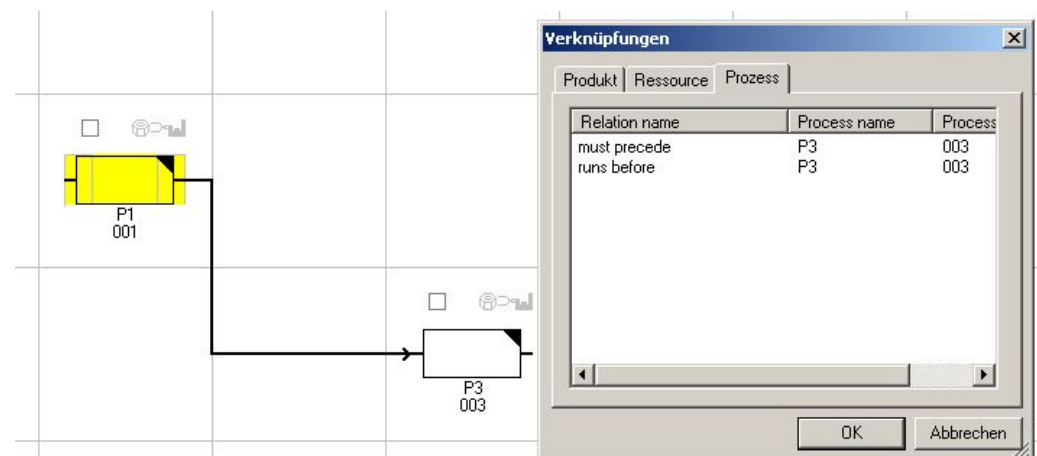 Verknüpfungen
Produkt Ressource Prozess
Relation name Process name Process
must precede P3 003
runs before P3 003
P1
001
P3
003
OK Abbrechen